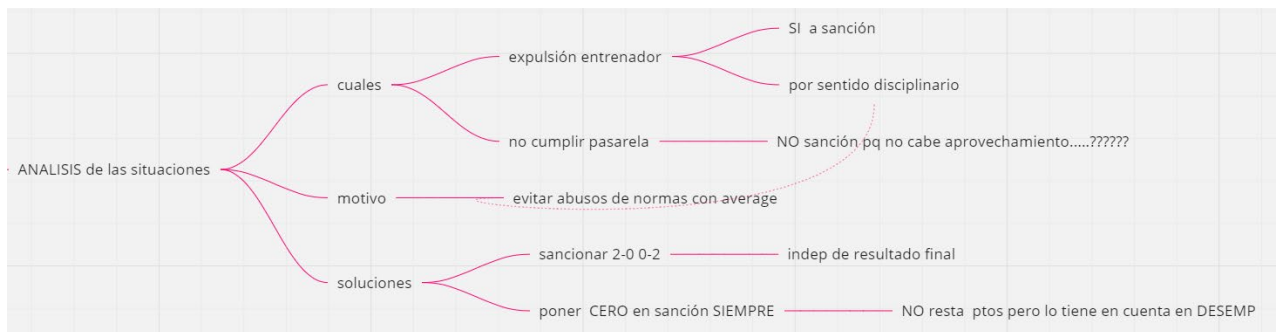 SI a sanción
expulsión entrenador
por sentido disciplinario
cuales
no cumplir pasarela
NO sanción pq no cabe aprovechamiento.....??????
ANALISIS de las situaciones
motivo
evitar abusos de normas con average
sancionar 2-0 0-2
indep de resultado final
soluciones
poner CERO en sanción SIEMPRE
NO resta ptos pero lo tiene en cuenta en DESEMP